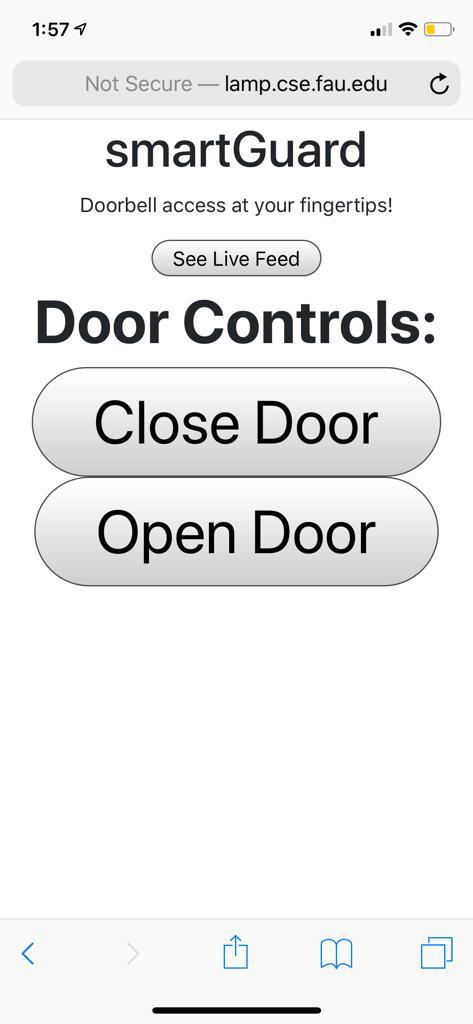 1:57
Not Secure — lamp.cse.fau.edu
smartGuard
Doorbell access at your fingertips!
See Live Feed
Door Controls:
Close Door
Open Door